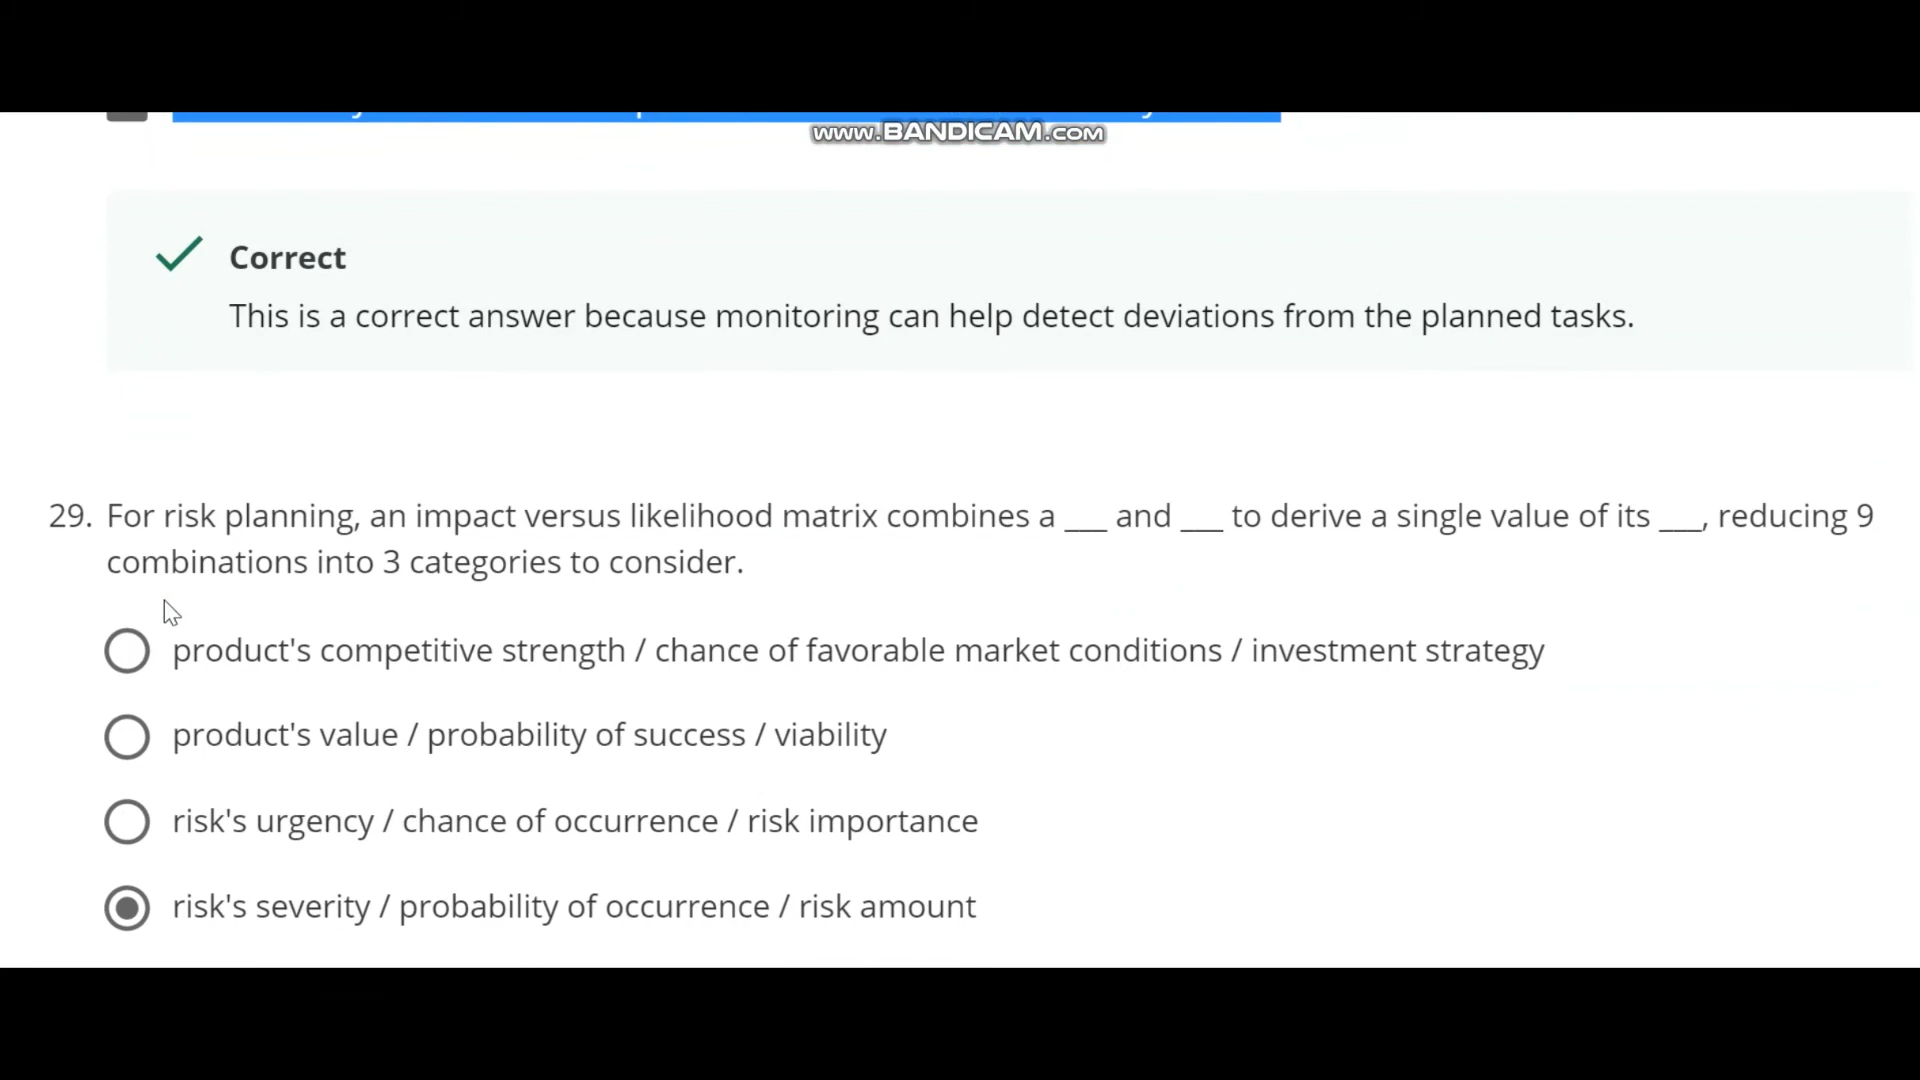 www.BANDICAM.com
Correct
This is a correct answer because monitoring can help detect deviations from the planned tasks.
29. For risk planning, an impact versus likelihood matrix combines a ___ and ___ to derive a single value of its ___, reducing 9
combinations into 3 categories to consider.
product's competitive strength / chance of favorable market conditions / investment strategy
product's value / probability of success / viability
risk's urgency / chance of occurrence / risk importance
risk's severity / probability of occurrence / risk amount